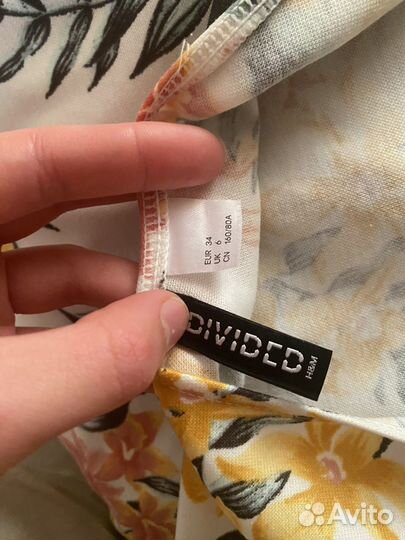 EUR 34
UK 6
CN 160/80A
DIVIDED
H&M
Avito